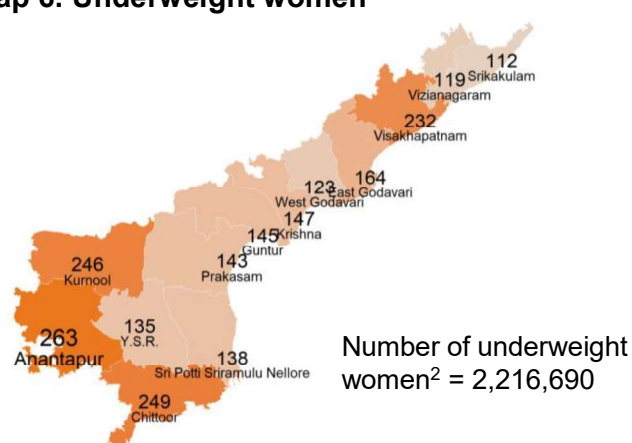 ap 6: Underweight women
112
Srikakulam
119
Vizianagaram
232
Visakhapatnam
164
East Godavari
123
West Godavari
147
Krishna
145
Guntur
143
Prakasam
246
Kurnool
263
Anantapur
135
Y.S.R.
138
Sri Potti Sriramulu Nellore
249
Chittoor
Number of underweight
women² = 2,216,690